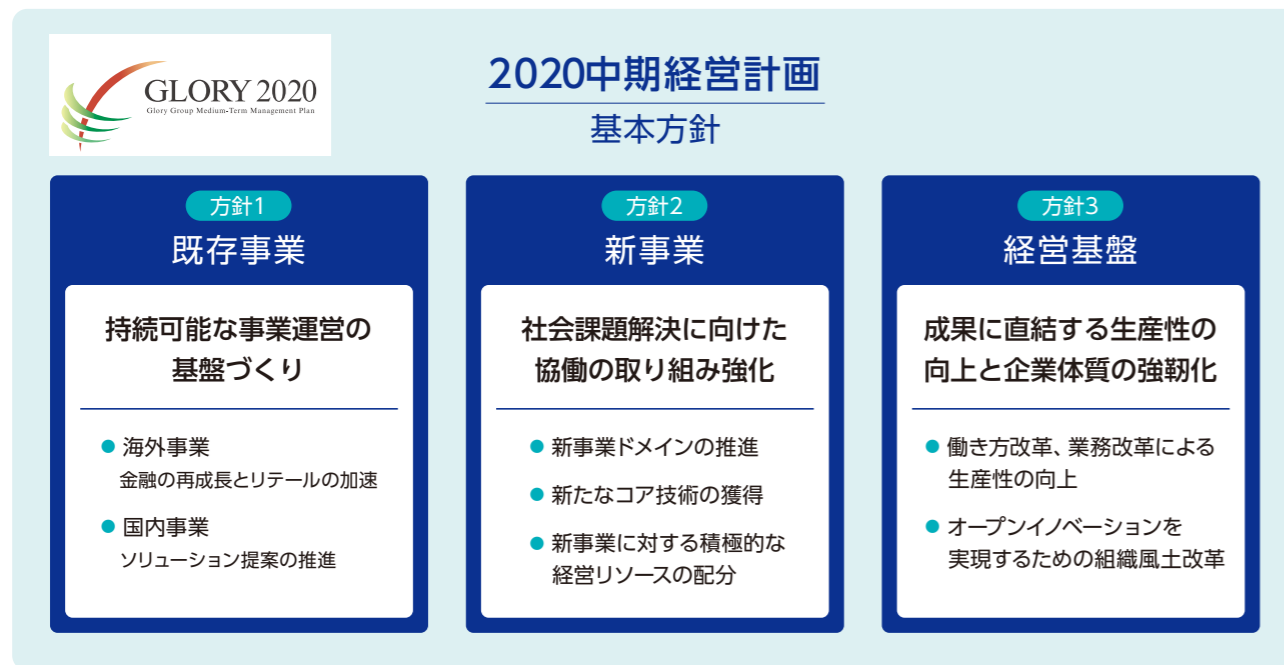 GLORY 2020
Glory Group Medium-Term Management Plan
2020中期経営計画
基本方針
方針1
既存事業
持続可能な事業運営の
基盤づくり
● 海外事業
金融の再成長とリテールの加速
● 国内事業
ソリューション提案の推進
方針2
新事業
社会課題解決に向けた
協働の取り組み強化
● 新事業ドメインの推進
● 新たなコア技術の獲得
● 新事業に対する積極的な
経営リソースの配分
方針3
経営基盤
成果に直結する生産性の
向上と企業体質の強靭化
● 働き方改革、業務改革による
生産性の向上
● オープンイノベーションを
実現するための組織風土改革